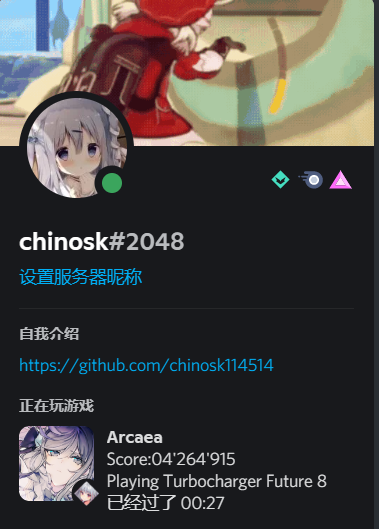 chinosk#2048
设置服务器昵称
自我介绍
https://github.com/chinosk114514
正在玩游戏
Arcaea
Score:04'264'915
Playing Turbocharger Future 8
已经过了 00:27